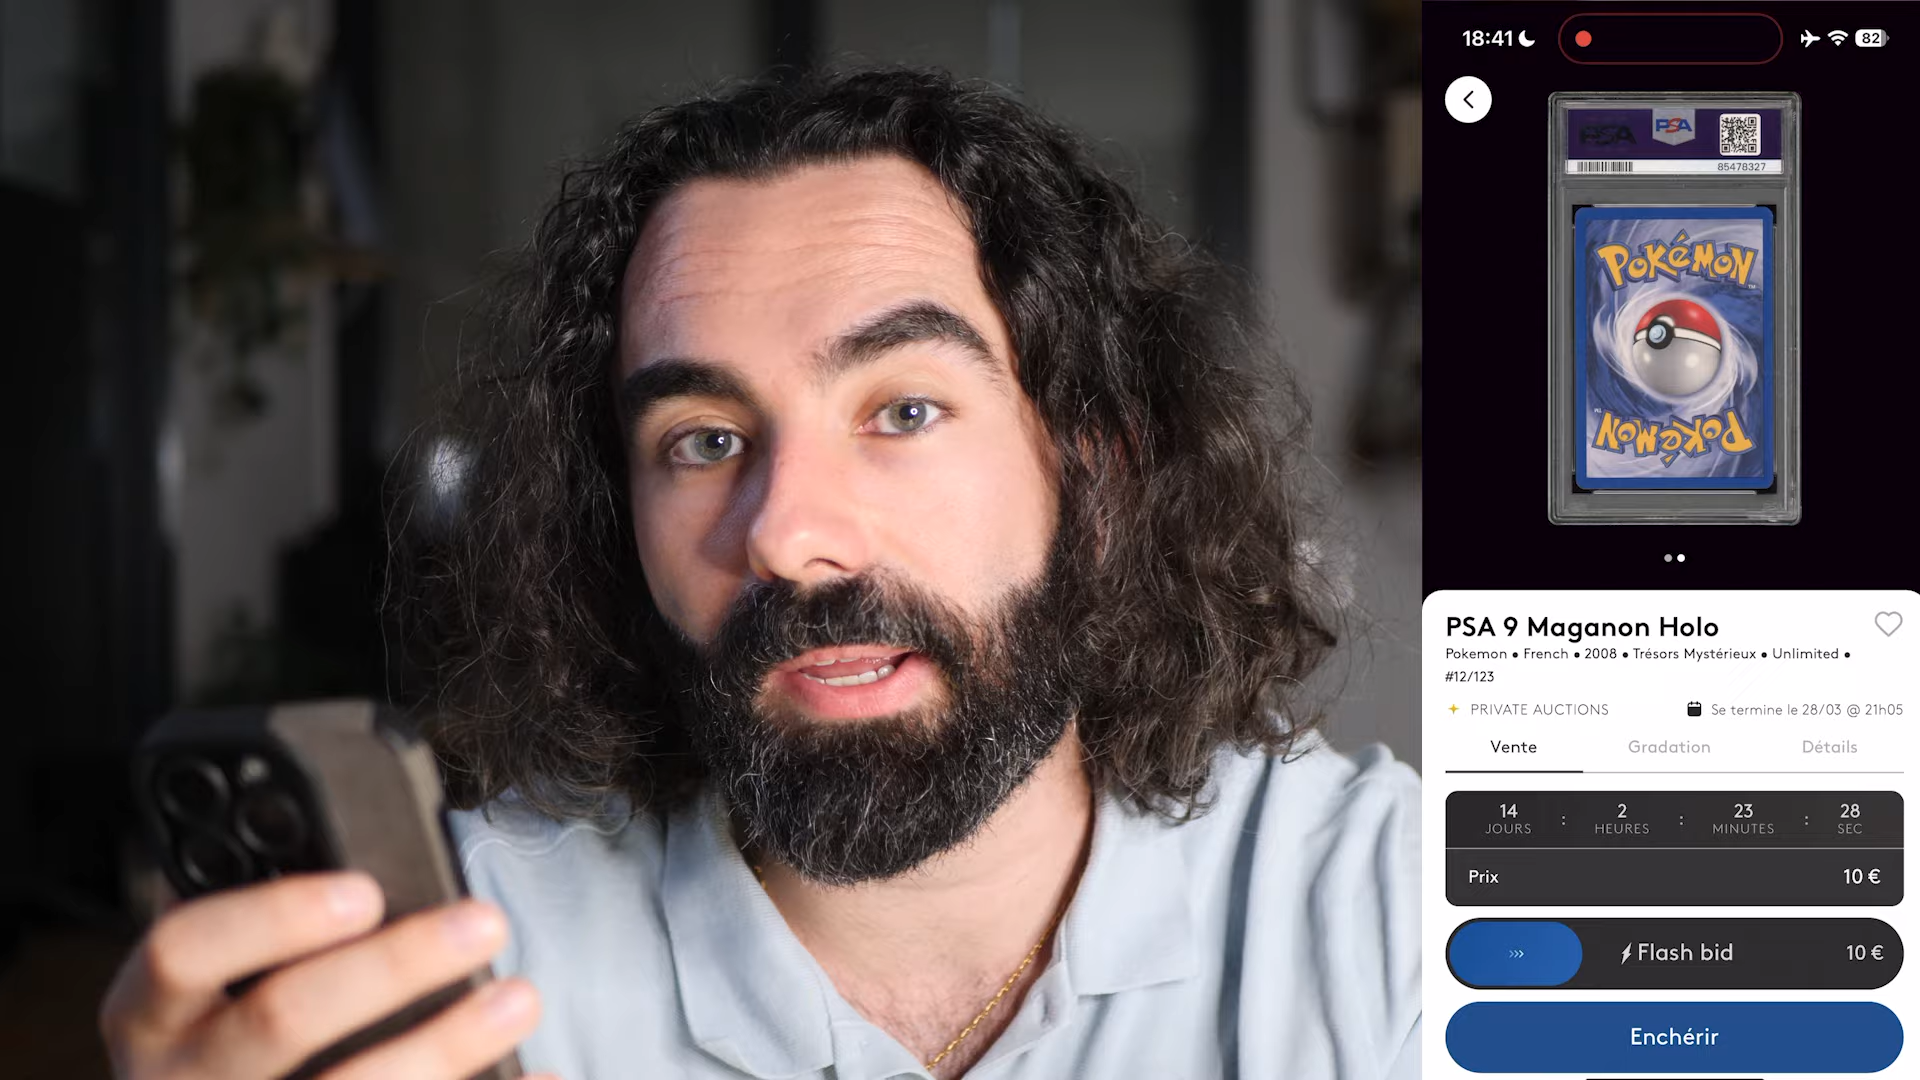 18:41
82
PSA
PSA
85478327
POKÉMON
POKÉMON
PSA 9 Maganon Holo
Pokemon • French • 2008 • Trésors Mystérieux • Unlimited •
#12/123
PRIVATE AUCTIONS
Se termine le 28/03 @ 21h05
Vente
Gradation
Détails
14 : 2 : 23 : 28
JOURS HEURES MINUTES SEC
Prix 10 €
Flash bid 10 €
Enchérir